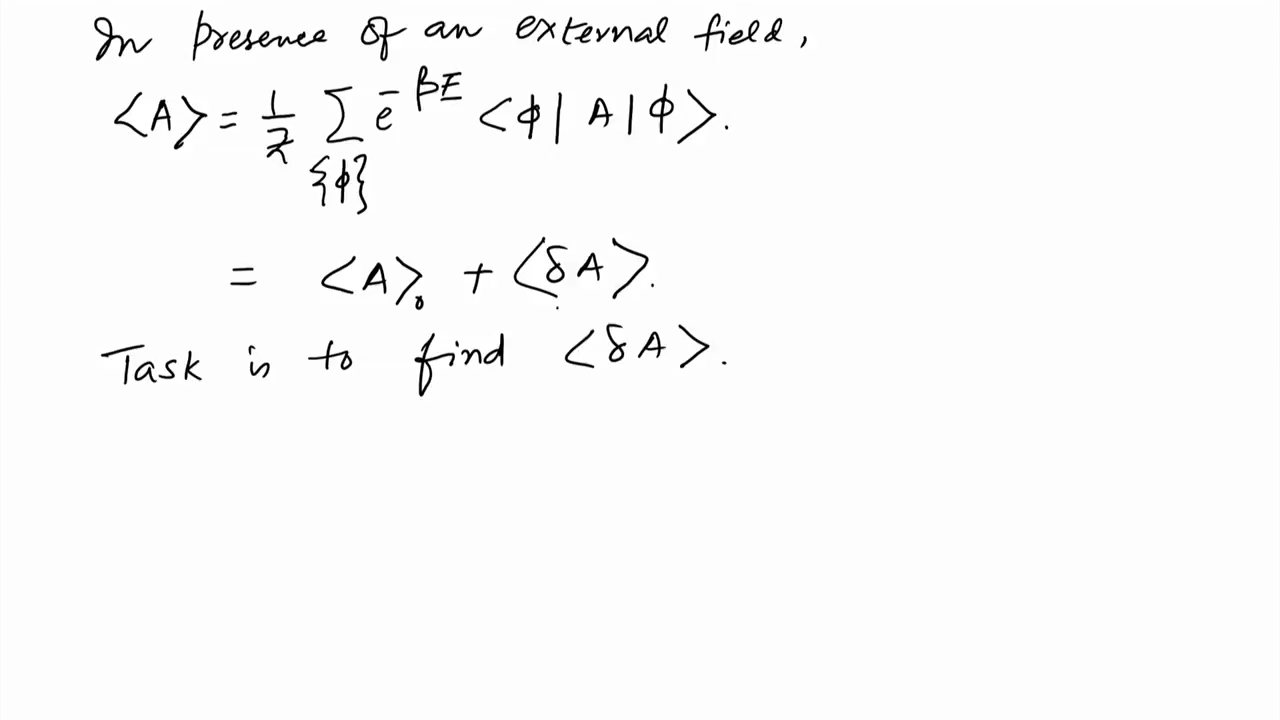 In presence of an external field,
<A> = 1/Z ∑ e^-βE <ϕ| A |ϕ>.
{ϕ}
= <A>₀ + <δA>.
Task is to find <δA>.